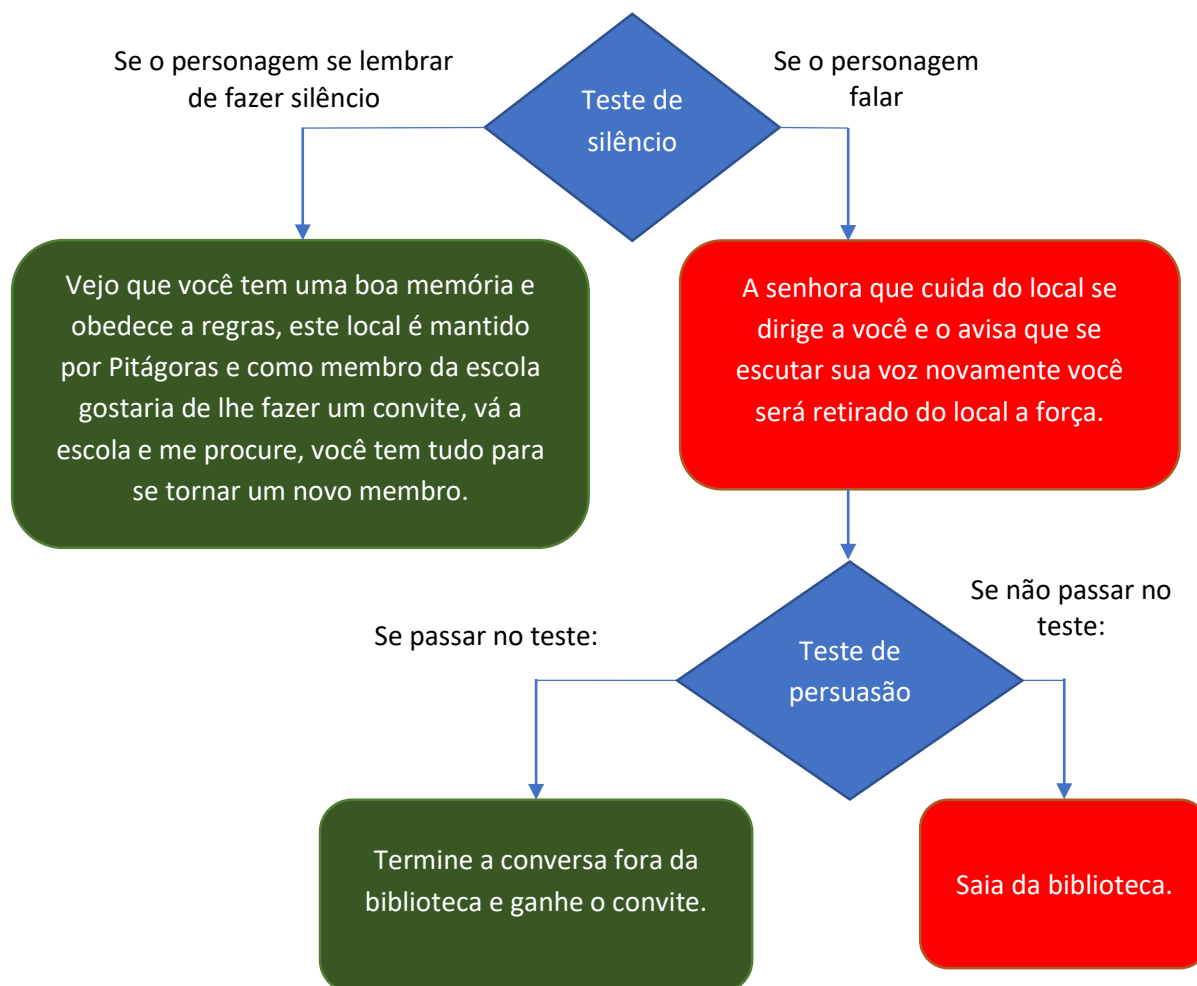 Se o personagem se lembrar
de fazer silêncio
Teste de
silêncio
Se o personagem
falar
Vejo que você tem uma boa memória e
obedece a regras, este local é mantido
por Pitágoras e como membro da escola
gostaria de lhe fazer um convite, vá a
escola e me procure, você tem tudo para
se tornar um novo membro.
A senhora que cuida do local se
dirige a você e o avisa que se
escutar sua voz novamente você
será retirado do local a força.
Se passar no teste:
Teste de
persuasão
Se não passar no
teste:
Termine a conversa fora da
biblioteca e ganhe o convite.
Saia da biblioteca.